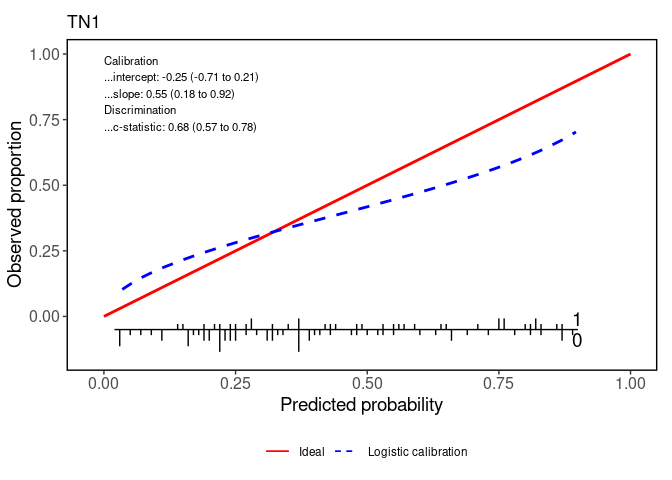 TN1
Calibration
...intercept: -0.25 (-0.71 to 0.21)
...slope: 0.55 (0.18 to 0.92)
Discrimination
...c-statistic: 0.68 (0.57 to 0.78)
Observed proportion
1.00
0.75
0.50
0.25
0.00
1
0
0.00 0.25 0.50 0.75 1.00
Predicted probability
Ideal Logistic calibration